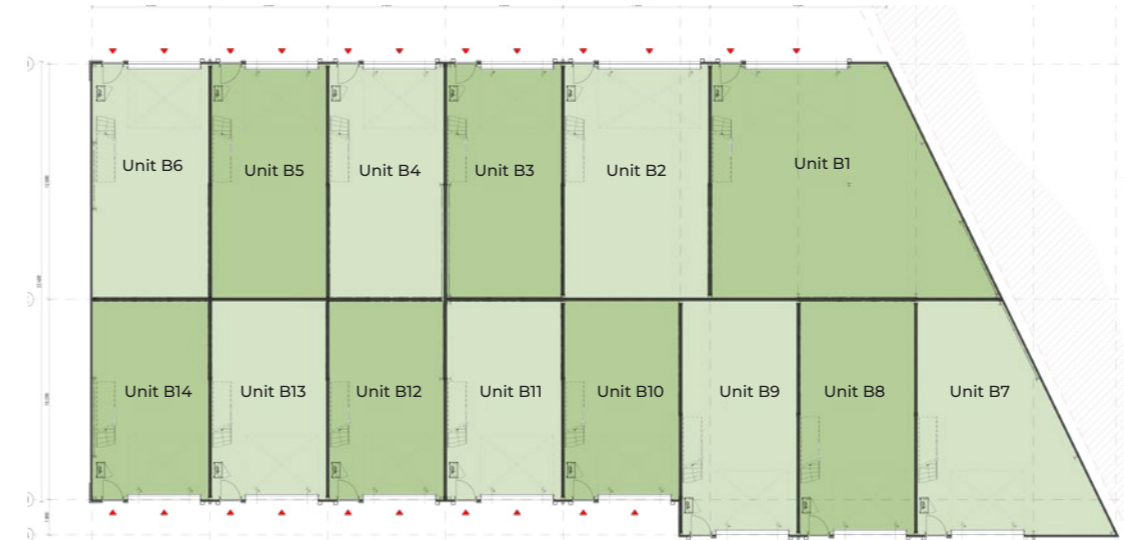 Unit B6
Unit B5
Unit B4
Unit B3
Unit B2
Unit B1
Unit B14
Unit B13
Unit B12
Unit B11
Unit B10
Unit B9
Unit B8
Unit B7